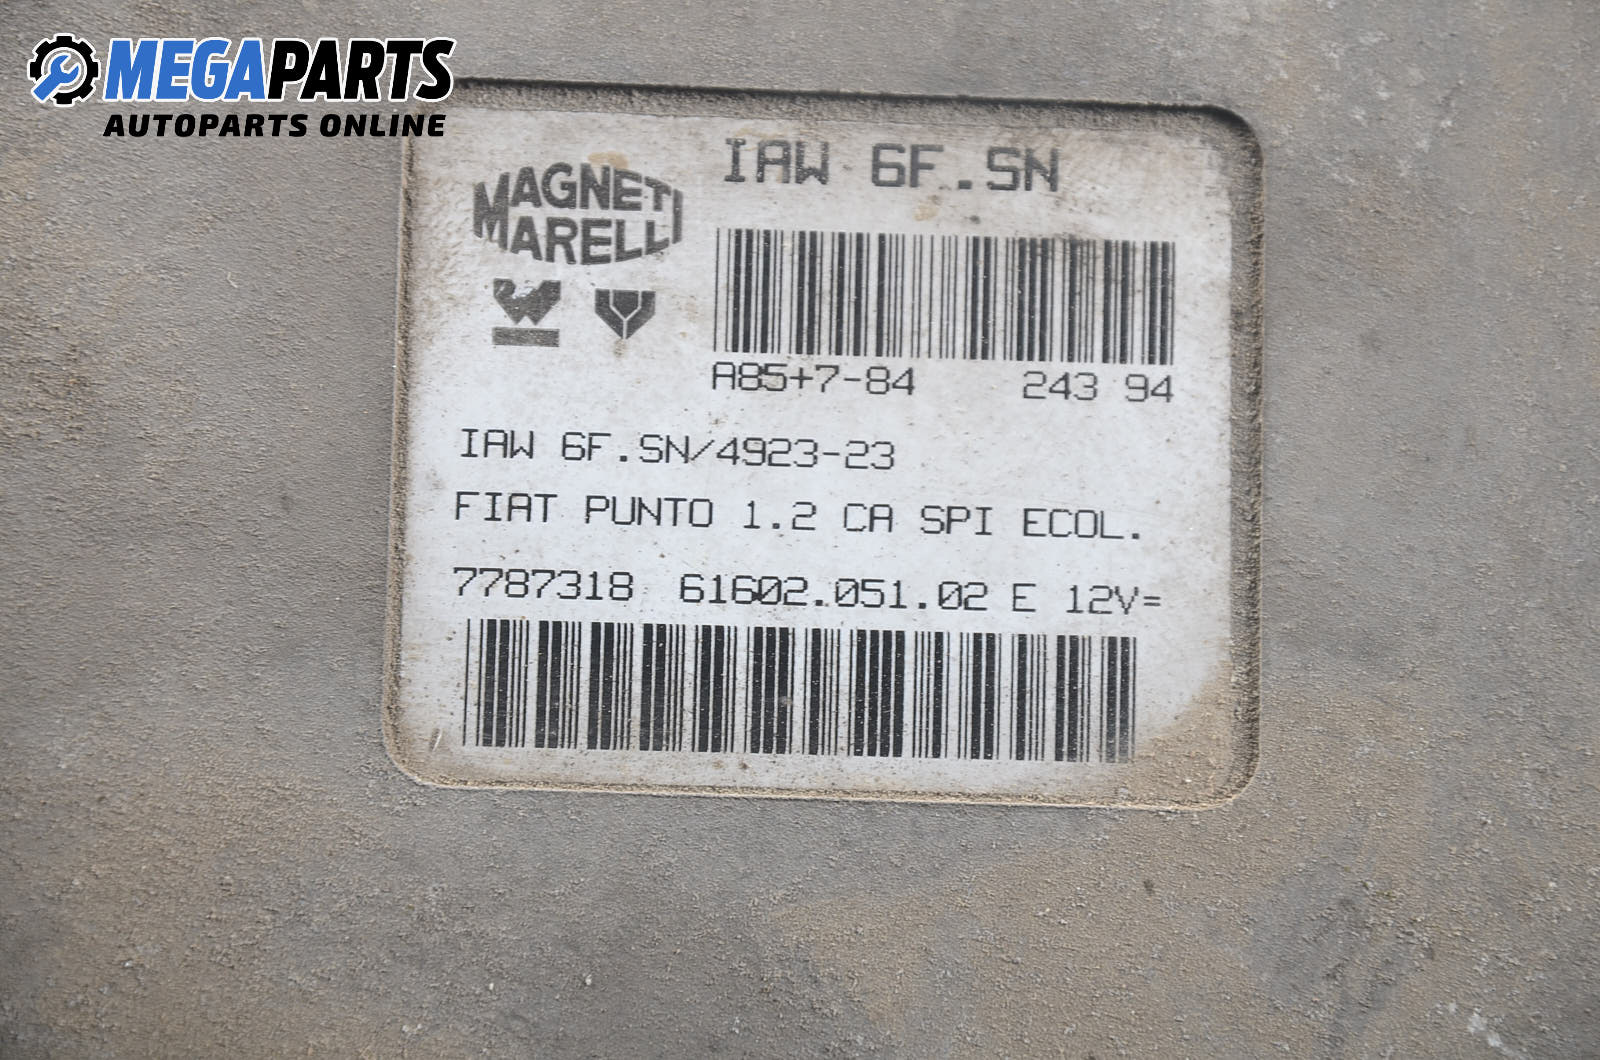 MEGAPARTS
AUTOPARTS ONLINE
IAW 6F.SN
MAGNETI
MARELLI
A85+7-84 243 94
IAW 6F.SN/4923-23
FIAT PUNTO 1.2 CA SPI ECOL.
7787318 61602.051.02 E 12V=